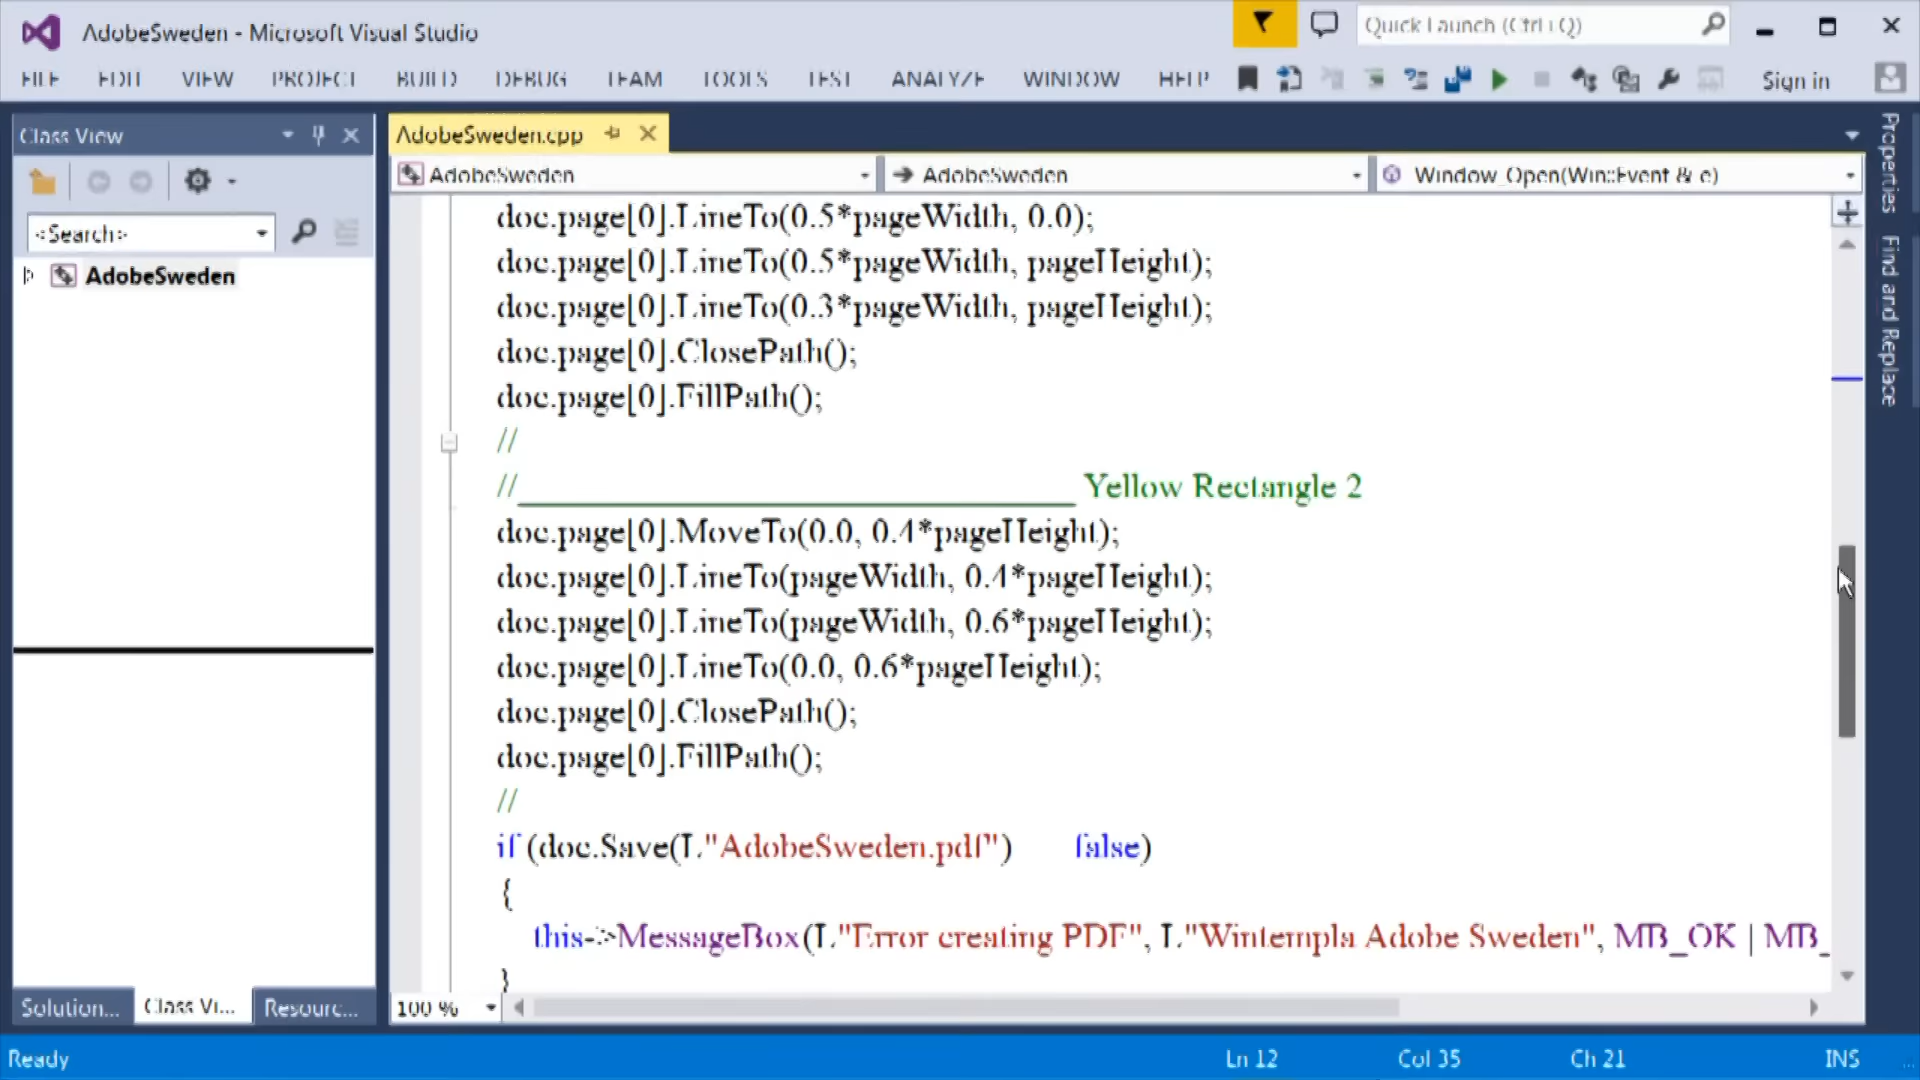 AdobeSweden - Microsoft Visual Studio
Quick Launch (Ctrl+Q)
FILE EDIT VIEW PROJECT BUILD DEBUG TEAM TOOLS TEST ANALYZE WINDOW HELP
Sign in
Class View
<Search>
AdobeSweden
AdobeSweden.cpp
AdobeSweden
AdobeSweden
Window_Open(Win::Event & e)
doc.page[0].LineTo(0.5*pageWidth, 0.0);
doc.page[0].LineTo(0.5*pageWidth, pageHeight);
doc.page[0].LineTo(0.3*pageWidth, pageHeight);
doc.page[0].ClosePath();
doc.page[0].FillPath();
//
//_______________________________ Yellow Rectangle 2
doc.page[0].MoveTo(0.0, 0.4*pageHeight);
doc.page[0].LineTo(pageWidth, 0.4*pageHeight);
doc.page[0].LineTo(pageWidth, 0.6*pageHeight);
doc.page[0].LineTo(0.0, 0.6*pageHeight);
doc.page[0].ClosePath();
doc.page[0].FillPath();
//
if (doc.Save(L"AdobeSweden.pdf") false)
{
this->MessageBox(L"Error creating PDF", L"Wintempla Adobe Sweden", MB_OK | MB_
}
100 %
Solution...
Class Vi...
Resourc...
Properties
Find and Replace
Ready
Ln 12
Col 35
Ch 21
INS